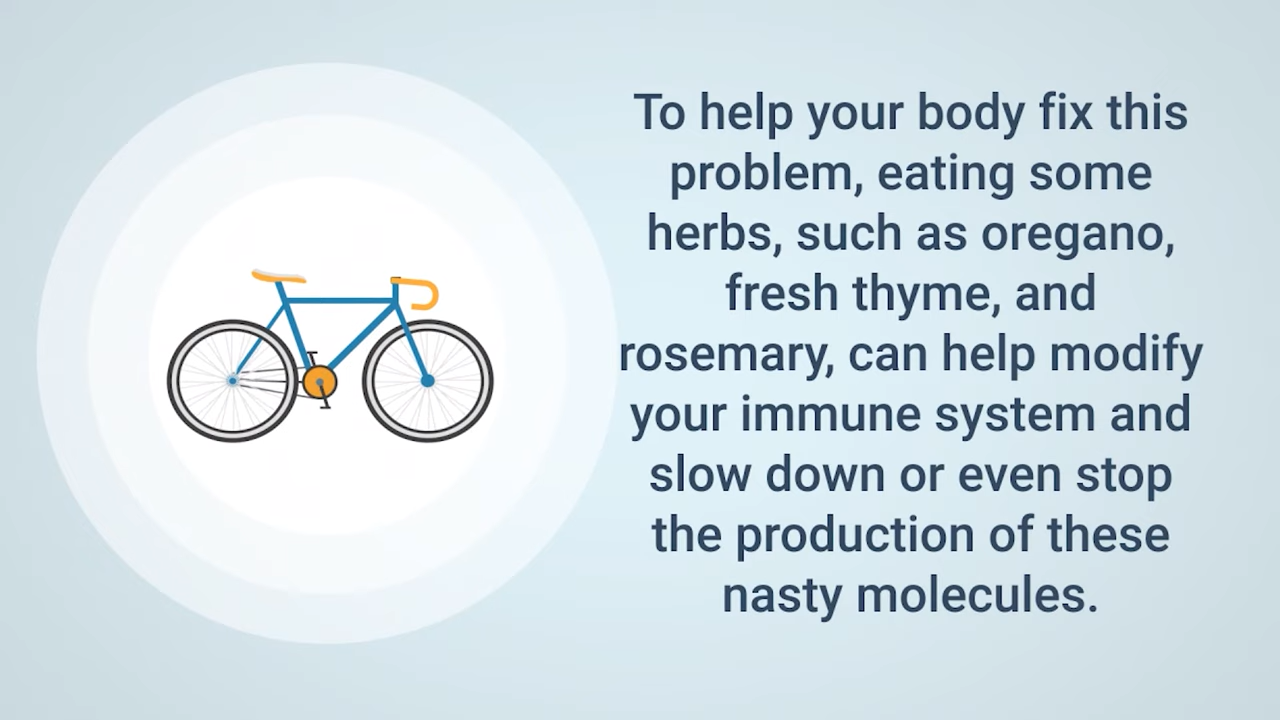 To help your body fix this
problem, eating some
herbs, such as oregano,
fresh thyme, and
rosemary, can help modify
your immune system and
slow down or even stop
the production of these
nasty molecules.